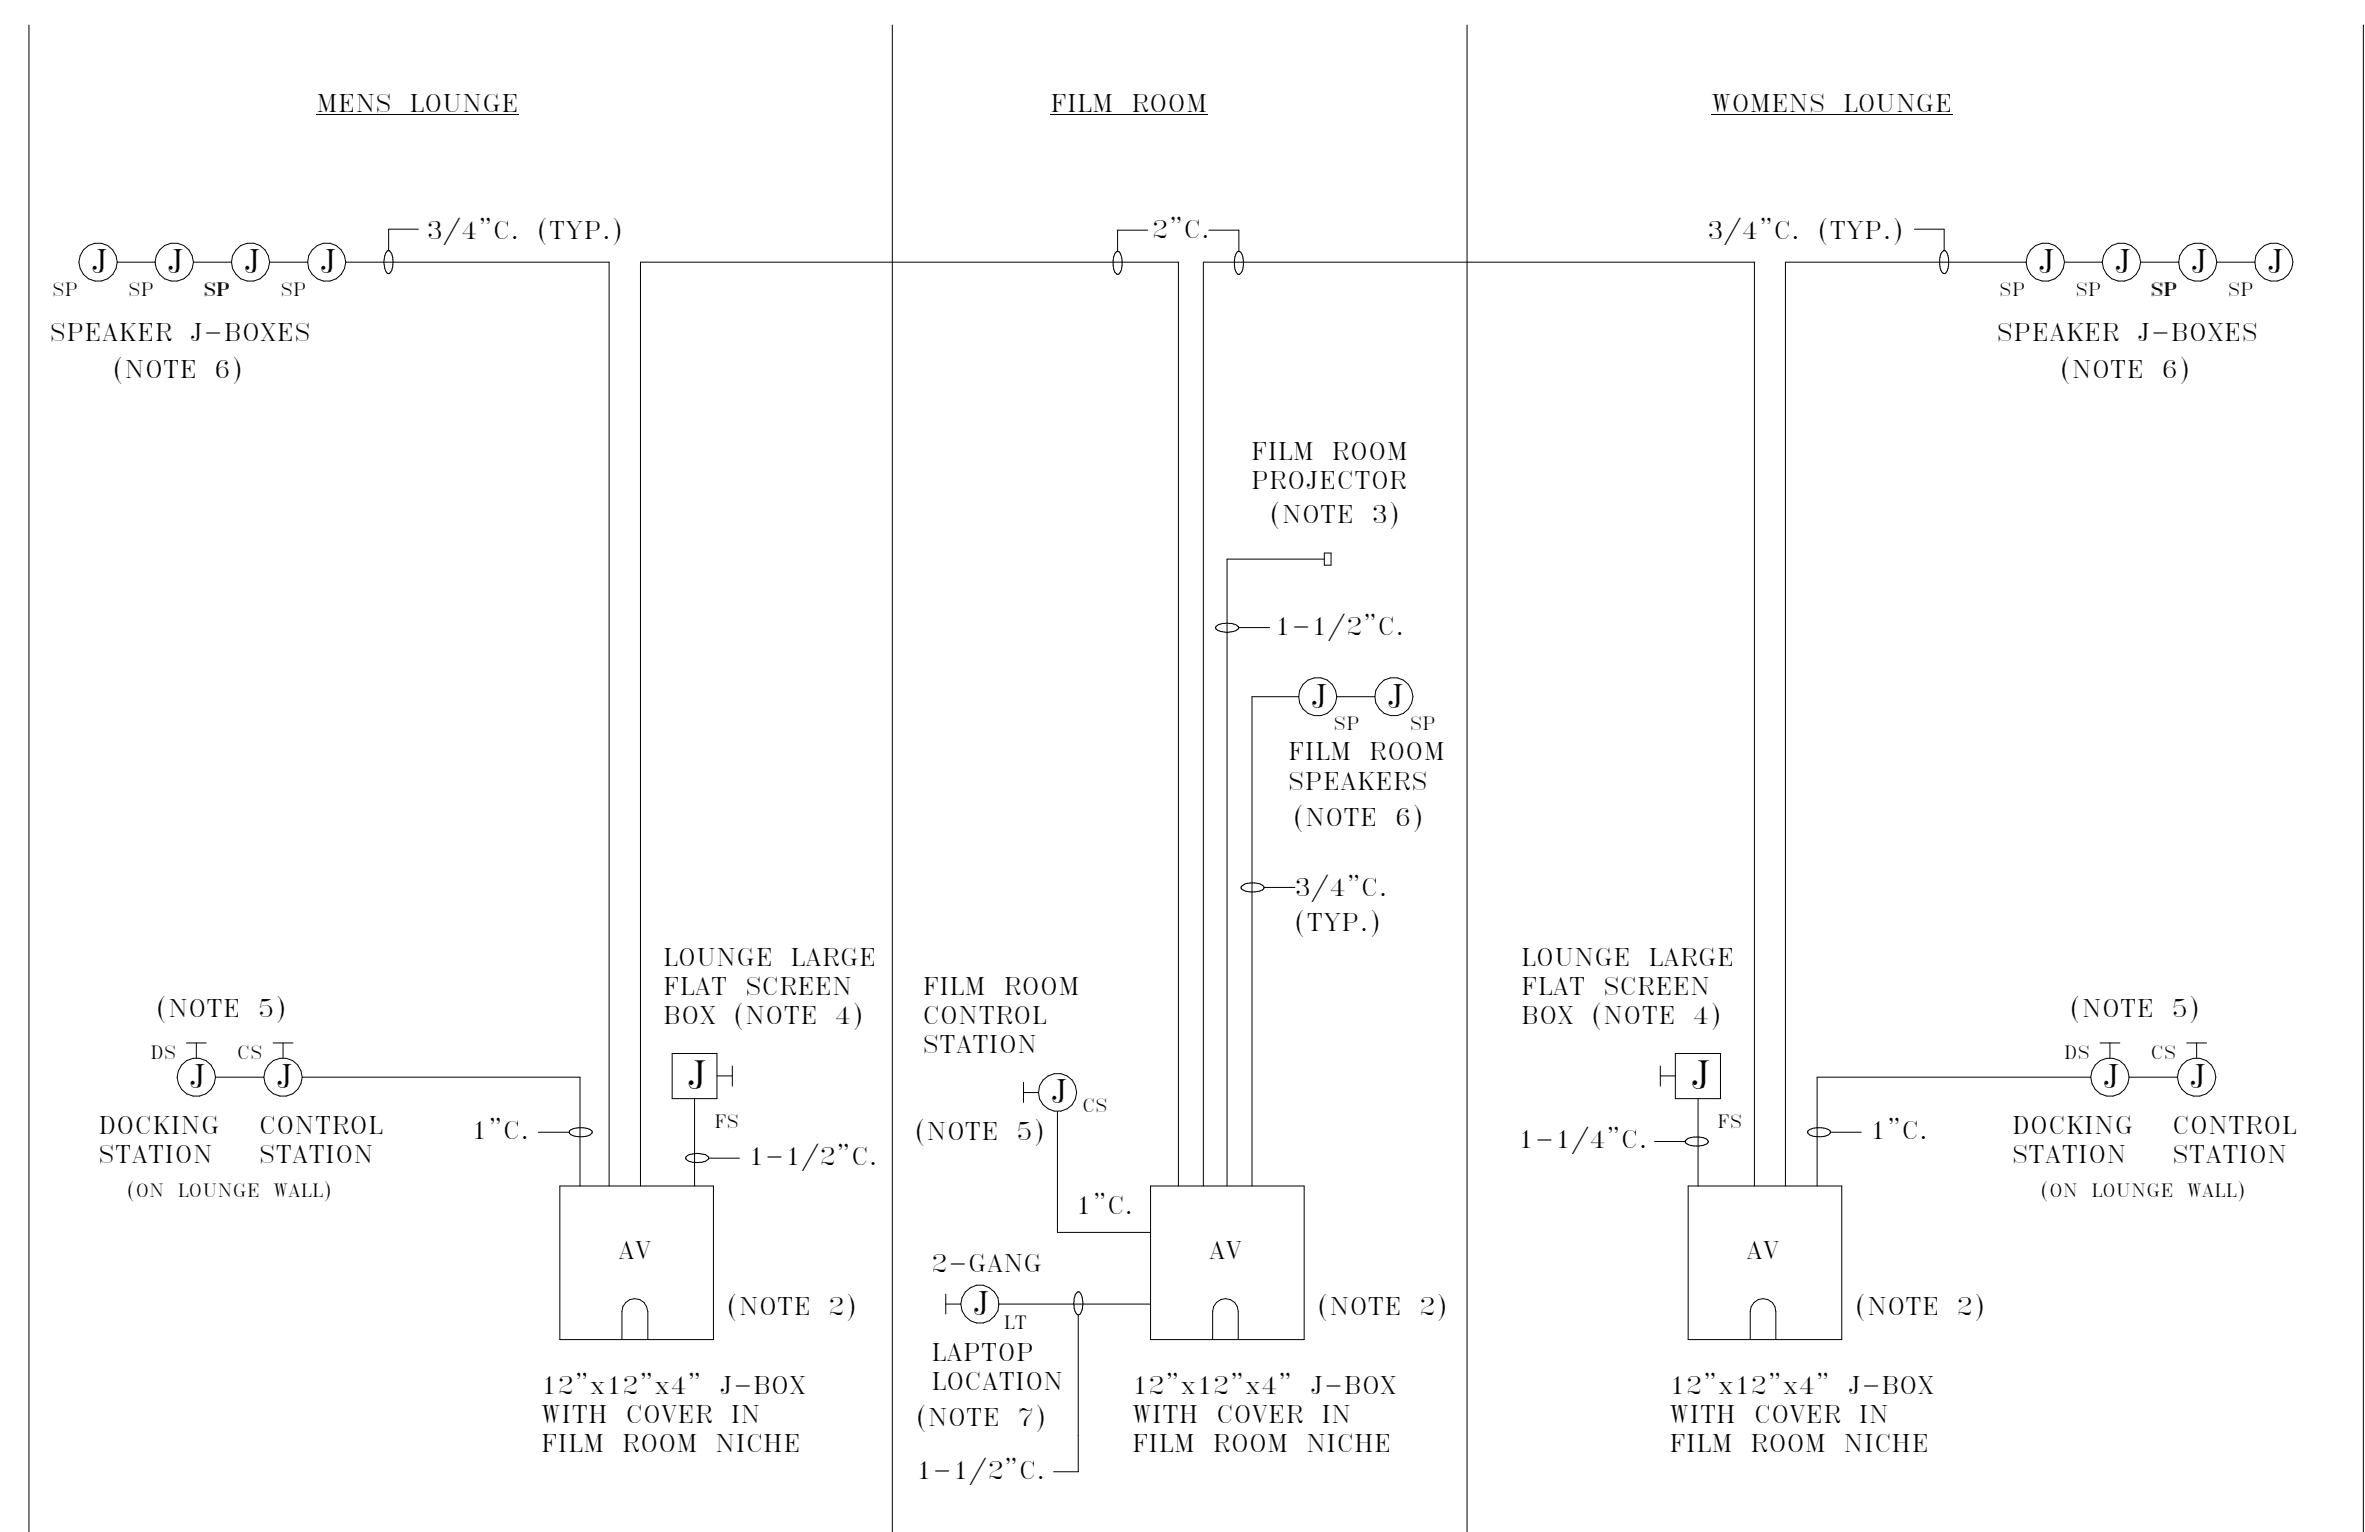 MENS LOUNGE
3/4"C. (TYP.)
J J J J
SP SP SP SP
SPEAKER J-BOXES
(NOTE 6)
(NOTE 5)
DS CS
J J
DOCKING
STATION
CONTROL
STATION
(ON LOUNGE WALL)
1"C.
LOUNGE LARGE
FLAT SCREEN
BOX (NOTE 4)
J
FS
1-1/2"C.
AV
(NOTE 2)
12"x12"x4" J-BOX
WITH COVER IN
FILM ROOM NICHE
FILM ROOM
2"C.
FILM ROOM
PROJECTOR
(NOTE 3)
1-1/2"C.
J J
SP SP
FILM ROOM
SPEAKERS
(NOTE 6)
3/4"C.
(TYP.)
FILM ROOM
CONTROL
STATION
J
CS
(NOTE 5)
1"C.
2-GANG
J
LT
LAPTOP
LOCATION
(NOTE 7)
1-1/2"C.
AV
(NOTE 2)
12"x12"x4" J-BOX
WITH COVER IN
FILM ROOM NICHE
WOMENS LOUNGE
3/4"C. (TYP.)
J J J J
SP SP SP SP
SPEAKER J-BOXES
(NOTE 6)
LOUNGE LARGE
FLAT SCREEN
BOX (NOTE 4)
J
FS
1-1/4"C.
(NOTE 5)
DS CS
J J
1"C.
DOCKING
STATION
CONTROL
STATION
(ON LOUNGE WALL)
AV
(NOTE 2)
12"x12"x4" J-BOX
WITH COVER IN
FILM ROOM NICHE